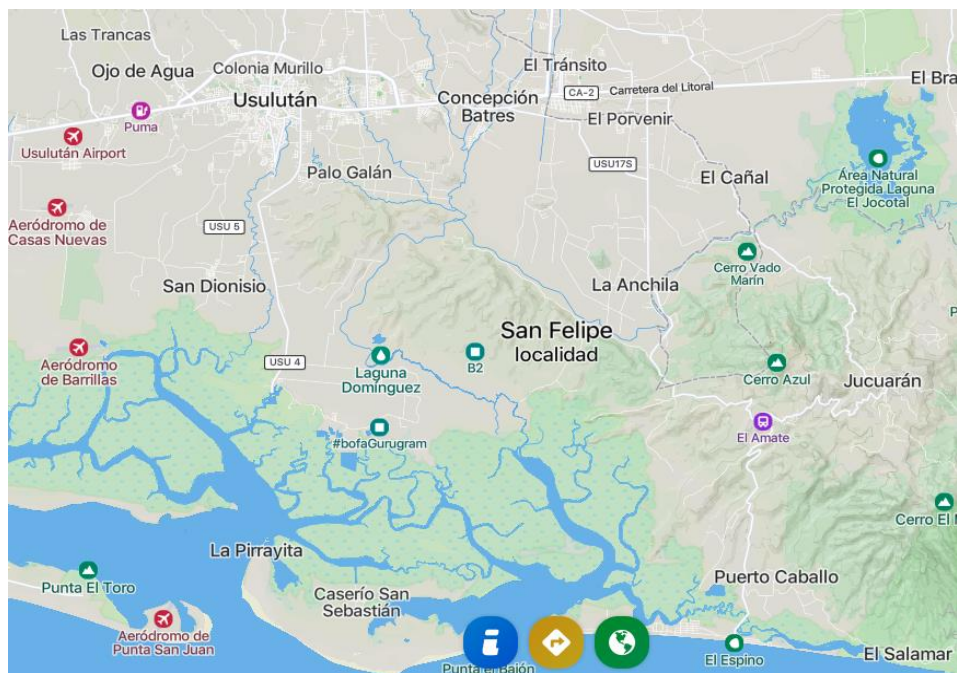 Las Trancas
Ojo de Agua
Colonia Murillo
El Tránsito
Usulután
CA-2
Carretera del Litoral
El Bra
Concepción
Batres
El Porvenir
Puma
Usulután Airport
USU17S
Palo Galán
El Cañal
Área Natural
Protegida Laguna
El Jocotal
Aeródromo de
Casas Nuevas
USU 5
Cerro Vado
Marín
San Dionisio
La Anchila
San Felipe
localidad
USU 4
Aeródromo
de Barrillas
Laguna
Domínguez
B2
Cerro Azul
Jucuarán
#bofaGurugram
El Amate
Cerro El
La Pirrayita
Punta El Toro
Caserío San
Sebastián
Puerto Caballo
Aeródromo de
Punta San Juan
Punta el Bajón
El Espino
El Salamar